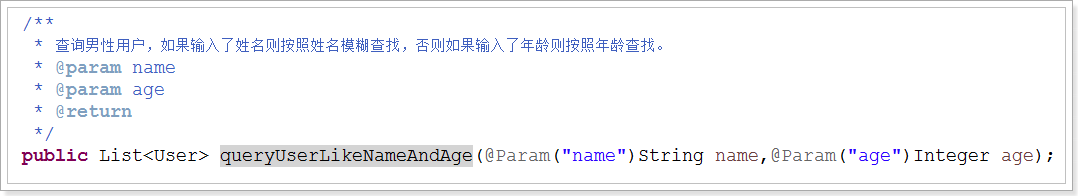 /**
 * 查询男性用户，如果输入了姓名则按照姓名模糊查找，否则如果输入了年龄则按照年龄查找。
 * @param name
 * @param age
 * @return
 */
public List<User> queryUserLikeNameAndAge(@Param("name")String name,@Param("age")Integer age);